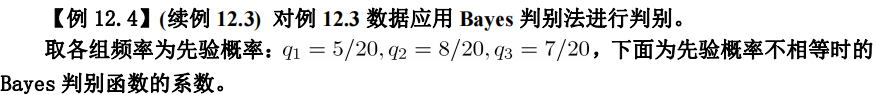 【例 12.4】(续例 12.3) 对例 12.3 数据应用 Bayes 判别法进行判别。
取各组频率为先验概率：q₁ = 5/20, q₂ = 8/20, q₃ = 7/20，下面为先验概率不相等时的
Bayes 判别函数的系数。